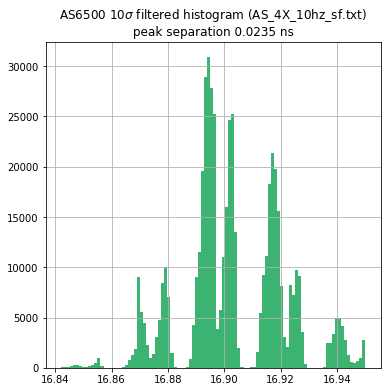 AS6500 10σ filtered histogram (AS_4X_10hz_sf.txt)
peak separation 0.0235 ns
30000
25000
20000
15000
10000
5000
0
16.84 16.86 16.88 16.90 16.92 16.94